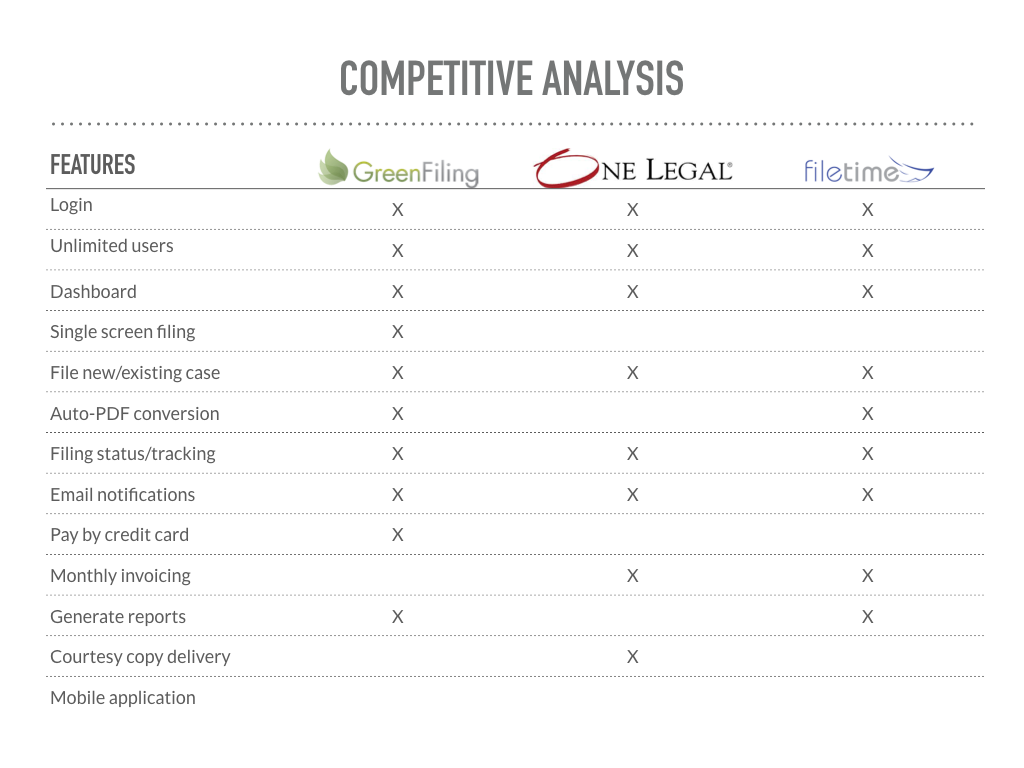 COMPETITIVE ANALYSIS
FEATURES GreenFiling ONE LEGAL® filetime
Login X X X
Unlimited users X X X
Dashboard X X X
Single screen filing X
File new/existing case X X X
Auto-PDF conversion X X
Filing status/tracking X X X
Email notifications X X X
Pay by credit card X
Monthly invoicing X X
Generate reports X X
Courtesy copy delivery X
Mobile application